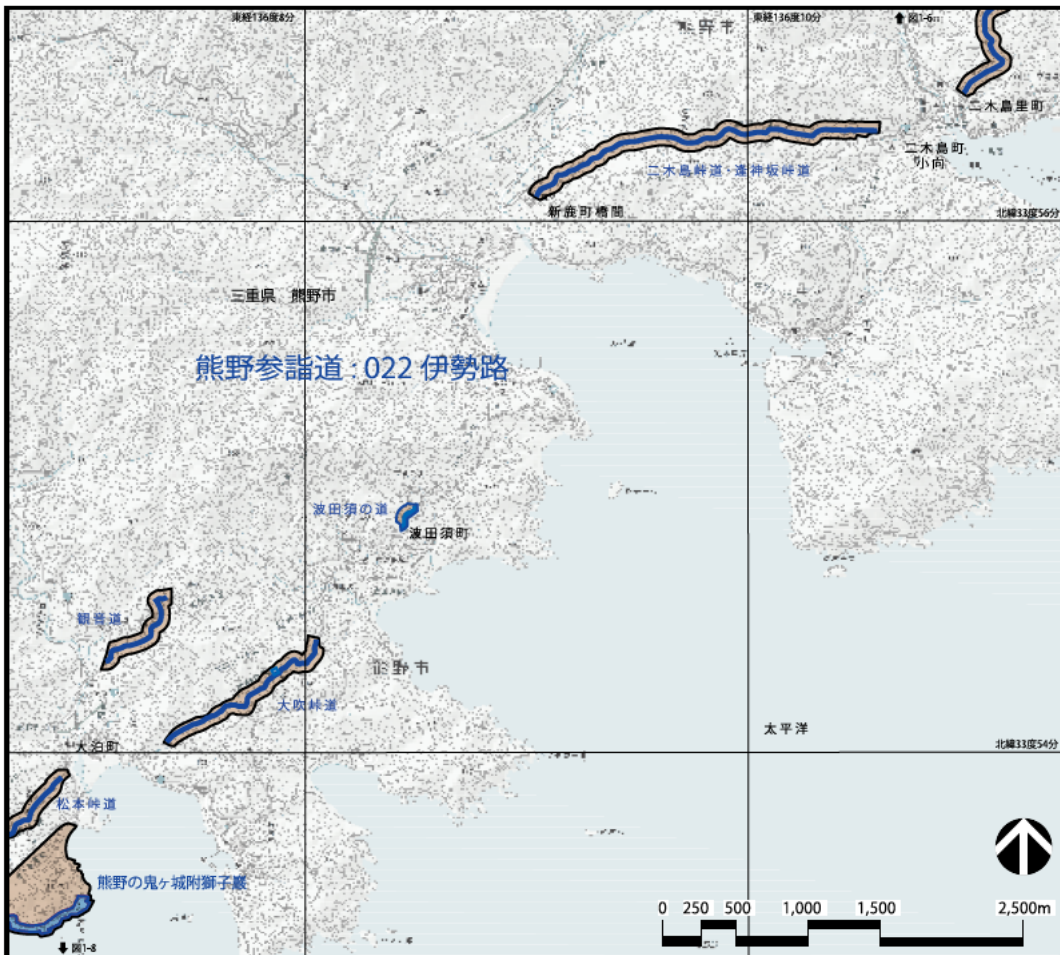 東経136度8分
東経136度10分
図1-6
熊野市
二木島里町
二木島町
小向
二木島峠道・逢神坂峠道
新鹿町橋間
北緯33度56分
三重県 熊野市
熊野参詣道：022 伊勢路
波田須の道
波田須町
観音道
熊野市
大吹峠道
太平洋
大泊町
北緯33度54分
松本峠道
熊野の鬼ヶ城附獅子巖
0 250 500 1,000 1,500 2,500m
図1-8